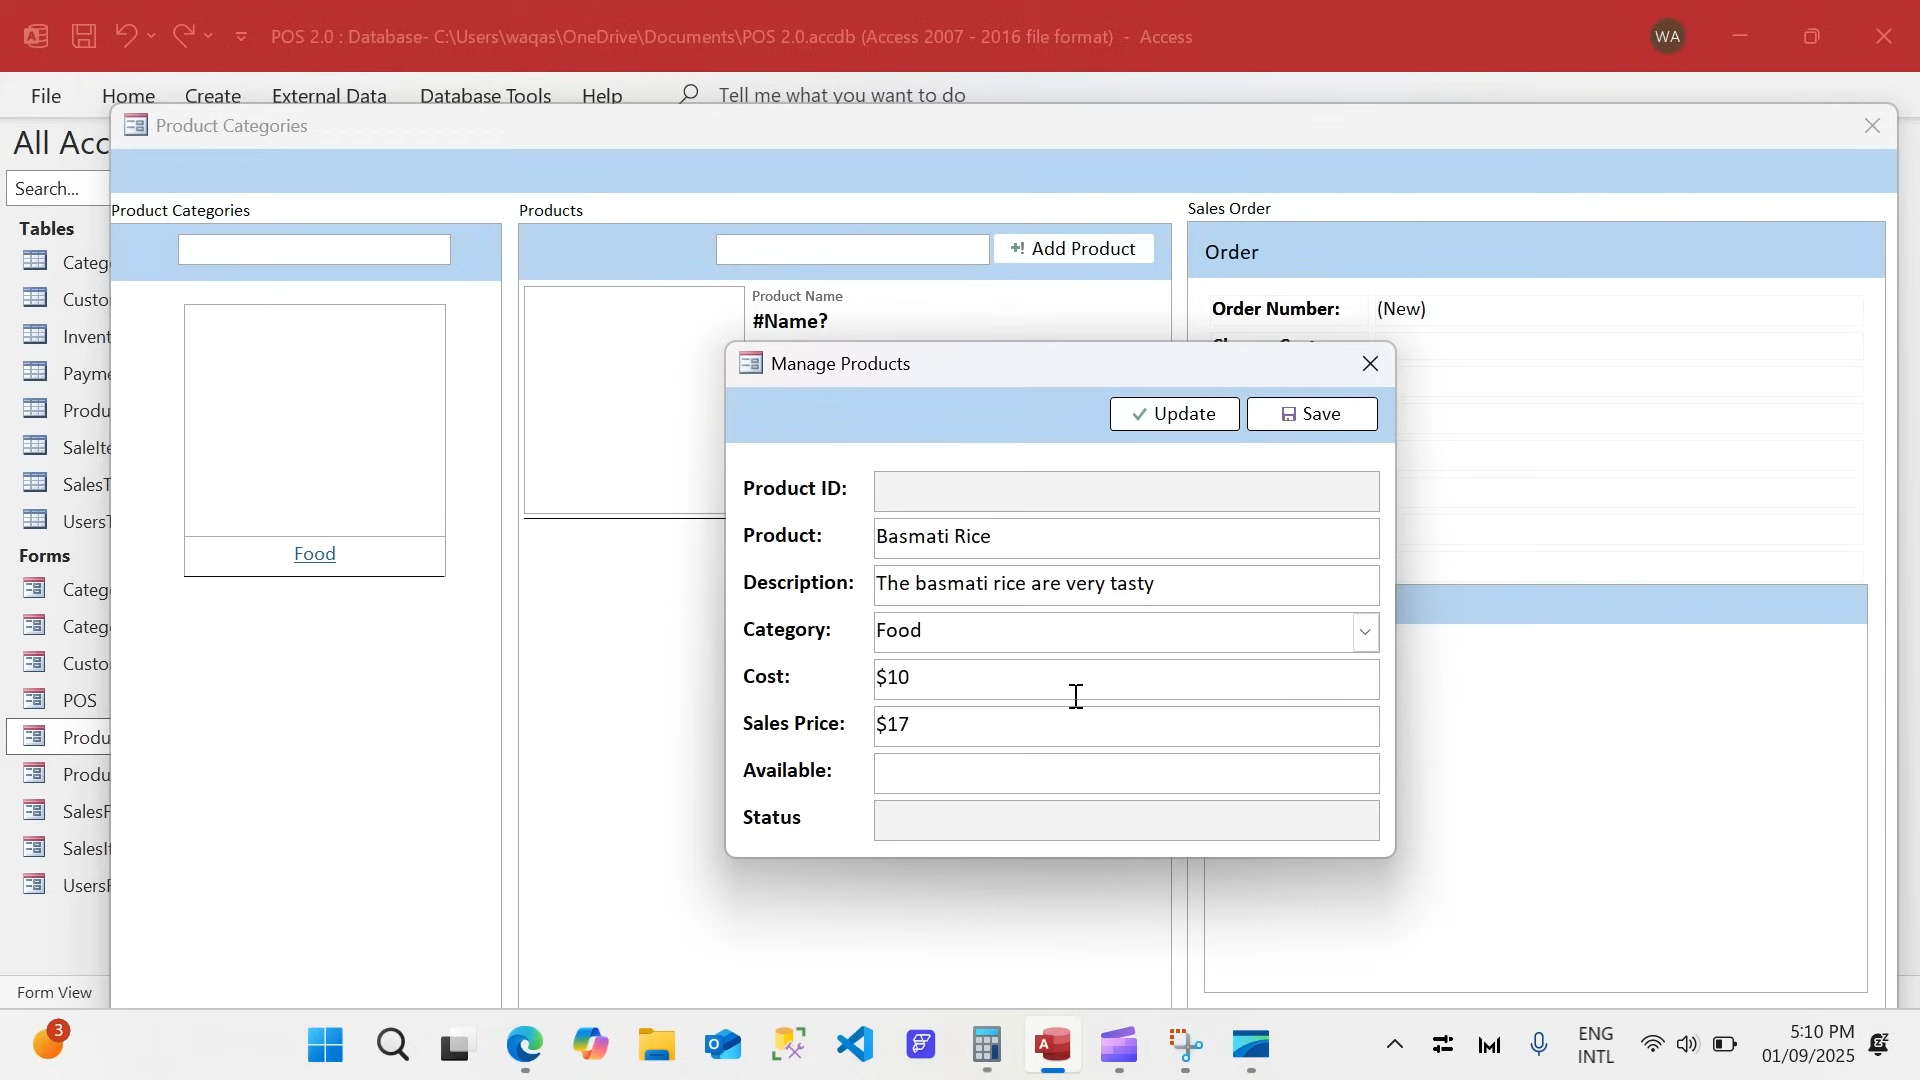 POS 2.0 : Database- C:\Users\waqas\OneDrive\Documents\POS 2.0.accdb (Access 2007 - 2016 file format) - Access
WA
File Home Create External Data Database Tools Help Tell me what you want to do
All Acc
Product Categories
Search...
Tables
Categ
Custo
Invent
Payme
Produ
SaleIte
SalesT
UsersT
Forms
Categ
Categ
Custo
POS
Produ
Produ
SalesF
SalesI
UsersF
Form View
Product Categories
Food
Products
Add Product
Product Name
#Name?
Sales Order
Order
Order Number: (New)
Manage Products
Update Save
Product ID:
Product: Basmati Rice
Description: The basmati rice are very tasty
Category: Food
Cost: $10
Sales Price: $17
Available:
Status
3
ENG
INTL
5:10 PM
01/09/2025